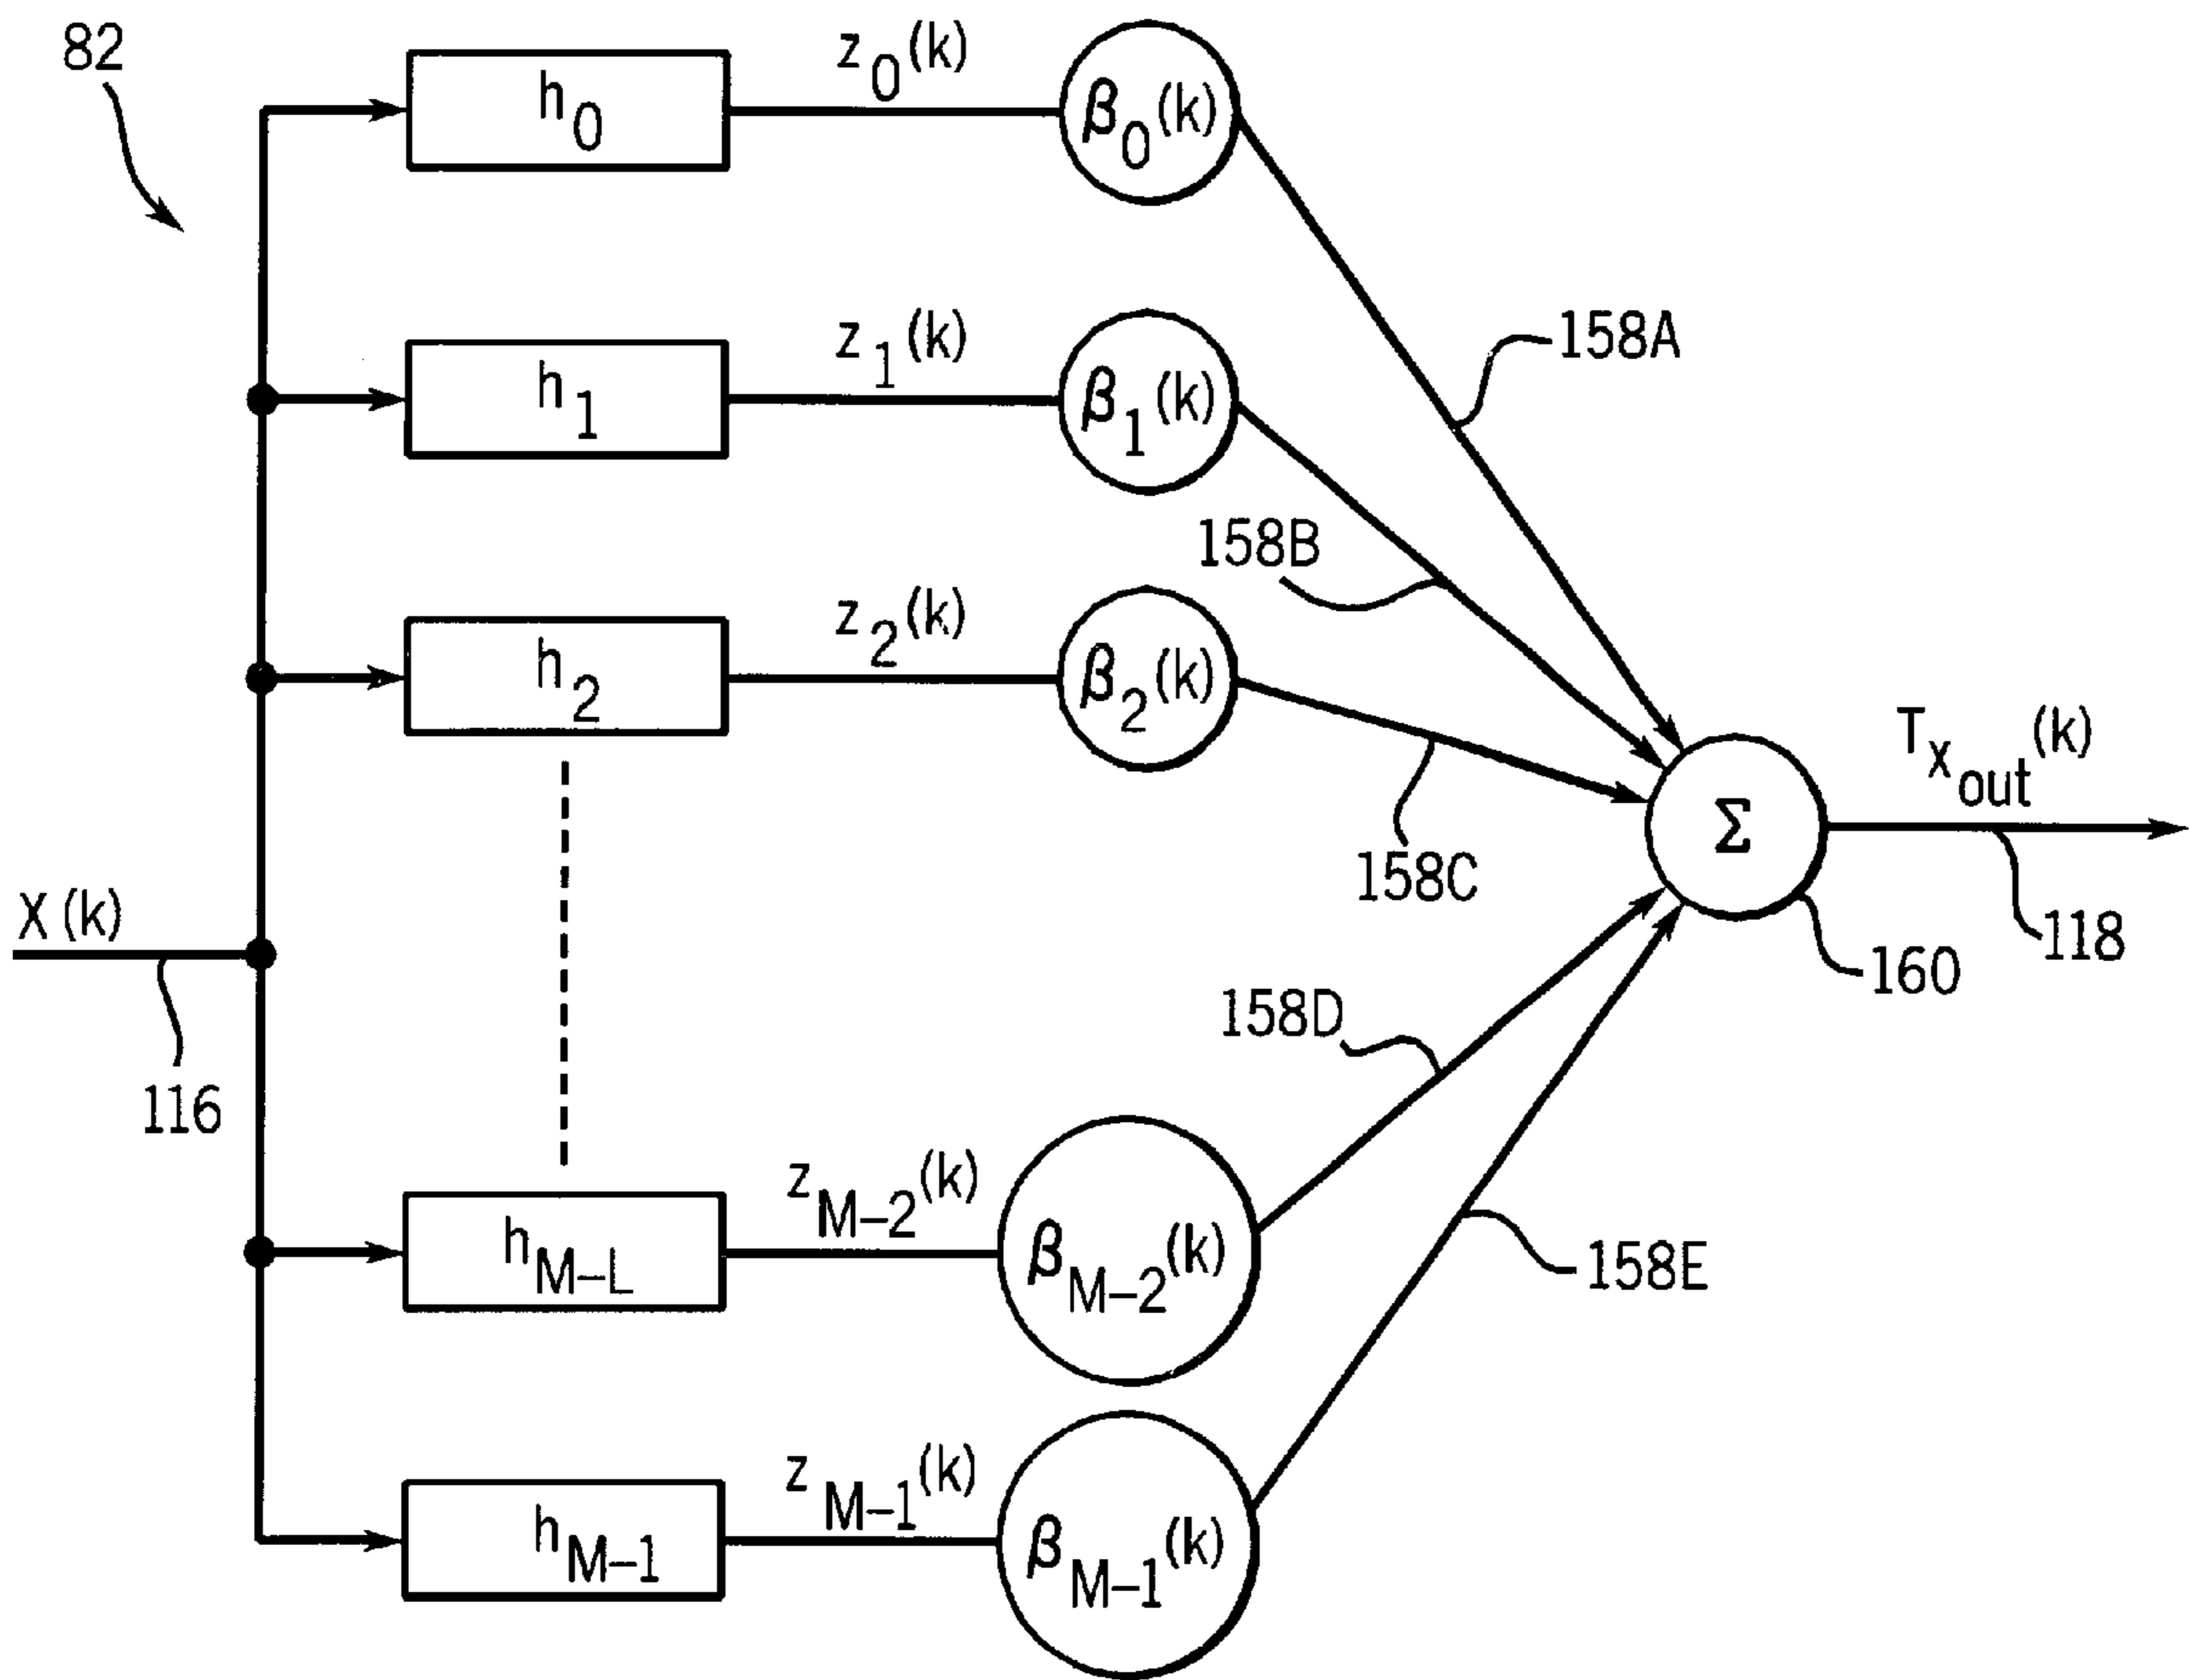 82
h0
z0(k)
β0(k)
158A
h1
z1(k)
β1(k)
158B
h2
z2(k)
β2(k)
158C
Σ
Txout(k)
118
160
X(k)
116
158D
hM-L
zM-2(k)
βM-2(k)
158E
hM-1
zM-1(k)
βM-1(k)